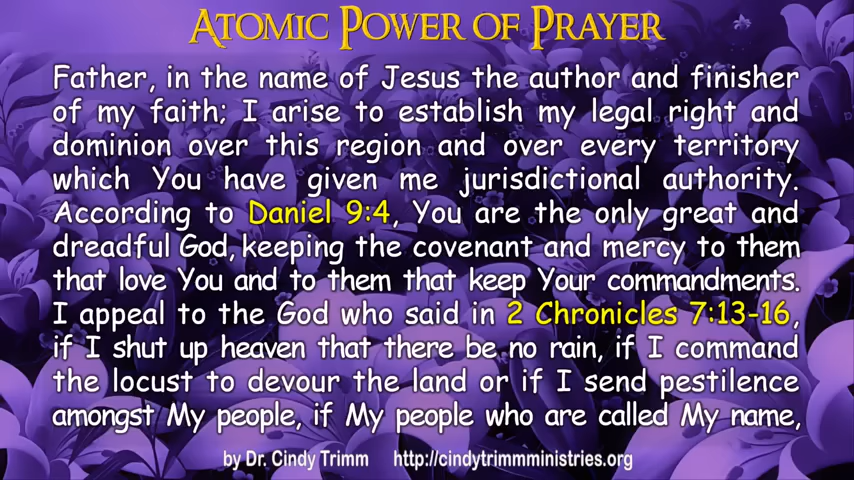 ATOMIC POWER OF PRAYER
Father, in the name of Jesus the author and finisher
of my faith; I arise to establish my legal right and
dominion over this region and over every territory
which You have given me jurisdictional authority.
According to Daniel 9:4, You are the only great and
dreadful God, keeping the covenant and mercy to them
that love You and to them that keep Your commandments.
I appeal to the God who said in 2 Chronicles 7:13-16,
if I shut up heaven that there be no rain, if I command
the locust to devour the land or if I send pestilence
amongst My people, if My people who are called My name,
by Dr. Cindy Trimm http://cindytrimmministries.org